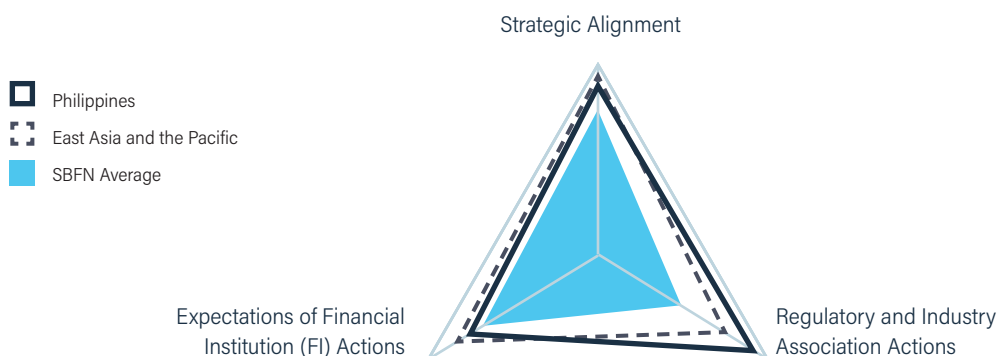 Strategic Alignment
Philippines
East Asia and the Pacific
SBFN Average
Expectations of Financial
Institution (FI) Actions
Regulatory and Industry
Association Actions